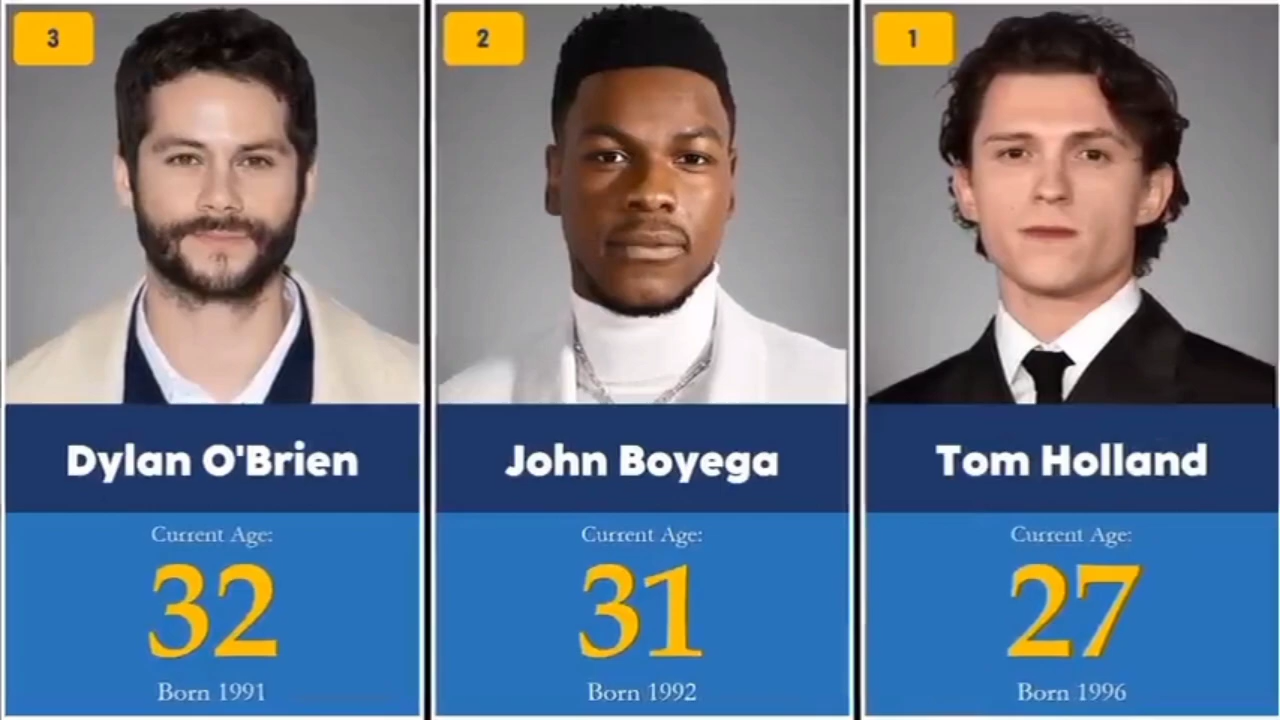 3
Dylan O'Brien
Current Age:
32
Born 1991
2
John Boyega
Current Age:
31
Born 1992
1
Tom Holland
Current Age:
27
Born 1996